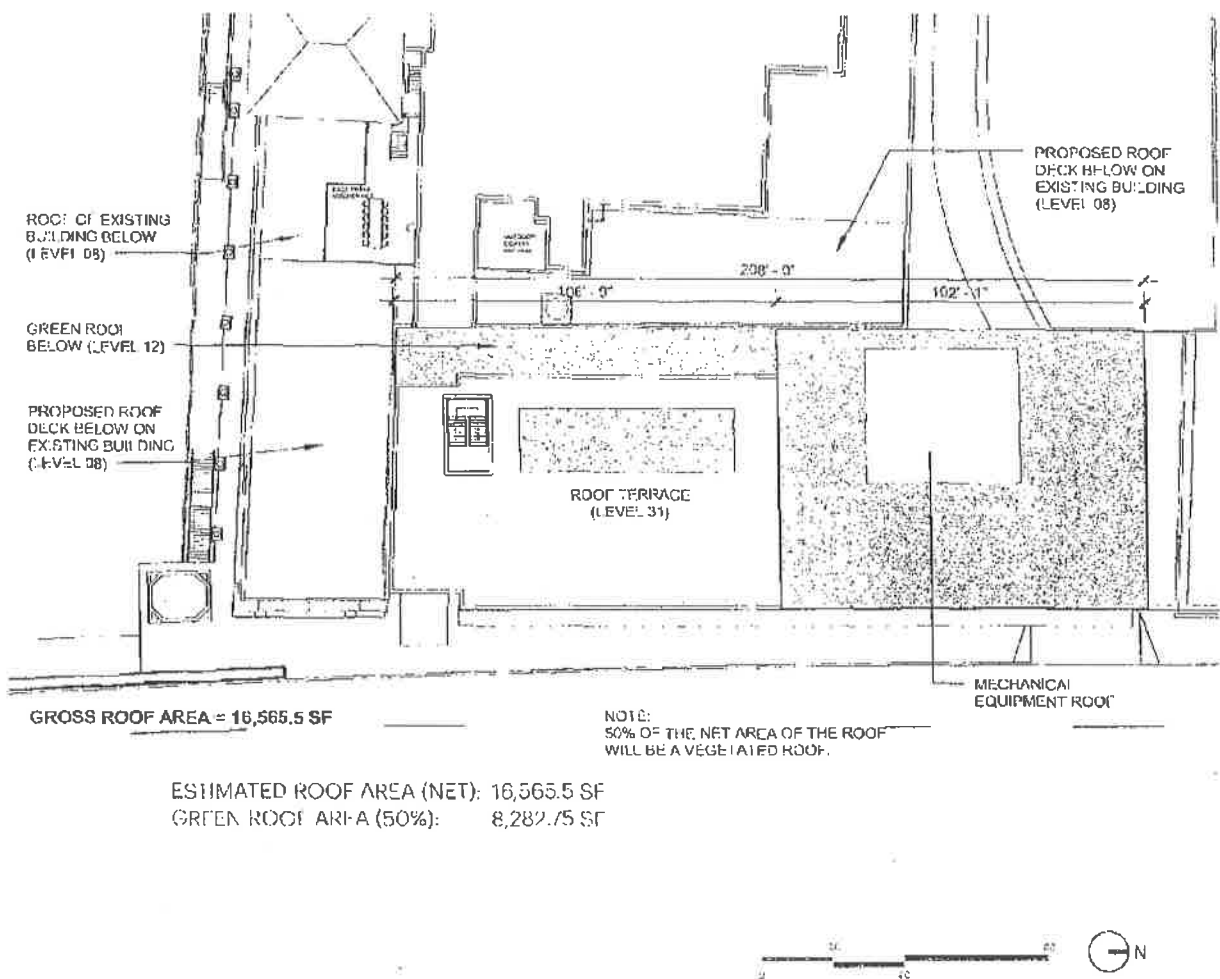 PROPOSED ROOF
DECK BELOW ON
EXISTING BUILDING
(LEVEL 08)
ROOF OF EXISTING
BUILDING BELOW
(LEVEL 08)
208' - 0"
106' - 0"
102' - 1"
GREEN ROOF
BELOW (LEVEL 12)
PROPOSED ROOF
DECK BELOW ON
EXISTING BUILDING
(LEVEL 08)
ROOF TERRACE
(LEVEL 31)
MECHANICAL
EQUIPMENT ROOF
GROSS ROOF AREA = 16,565.5 SF
NOTE:
50% OF THE NET AREA OF THE ROOF
WILL BE A VEGETATED ROOF.
ESTIMATED ROOF AREA (NET): 16,565.5 SF
GREEN ROOF AREA (50%): 8,282.75 SF
N